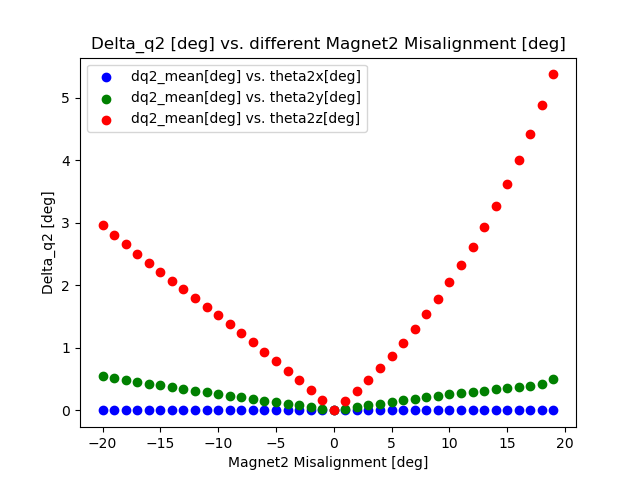 Delta_q2 [deg] vs. different Magnet2 Misalignment [deg]
dq2_mean[deg] vs. theta2x[deg]
dq2_mean[deg] vs. theta2y[deg]
dq2_mean[deg] vs. theta2z[deg]
5
4
3
2
1
0
Delta_q2 [deg]
−20 −15 −10 −5 0 5 10 15 20
Magnet2 Misalignment [deg]